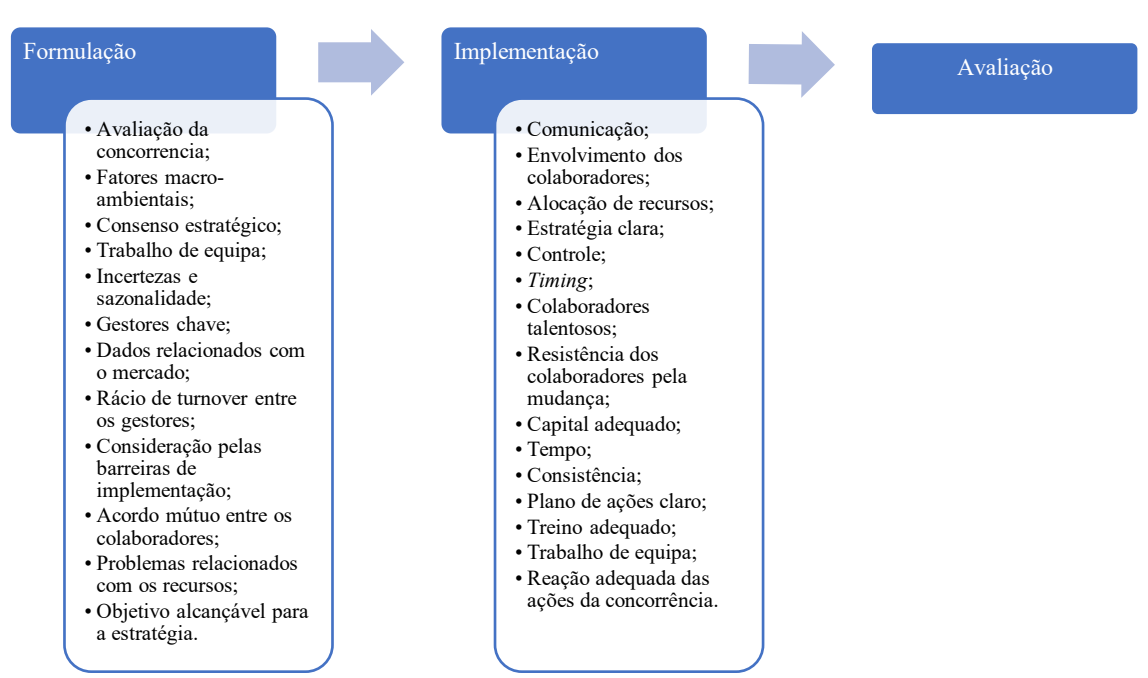 Formulação
• Avaliação da
concorrencia;
• Fatores macro-
ambientais;
• Consenso estratégico;
• Trabalho de equipa;
• Incertezas e
sazonalidade;
• Gestores chave;
• Dados relacionados com
o mercado;
• Rácio de turnover entre
os gestores;
• Consideração pelas
barreiras de
implementação;
• Acordo mútuo entre os
colaboradores;
• Problemas relacionados
com os recursos;
• Objetivo alcançável para
a estratégia.
Implementação
• Comunicação;
• Envolvimento dos
colaboradores;
• Alocação de recursos;
• Estratégia clara;
• Controle;
• Timing;
• Colaboradores
talentosos;
• Resistência dos
colaboradores pela
mudança;
• Capital adequado;
• Tempo;
• Consistência;
• Plano de ações claro;
• Treino adequado;
• Trabalho de equipa;
• Reação adequada das
ações da concorrência.
Avaliação